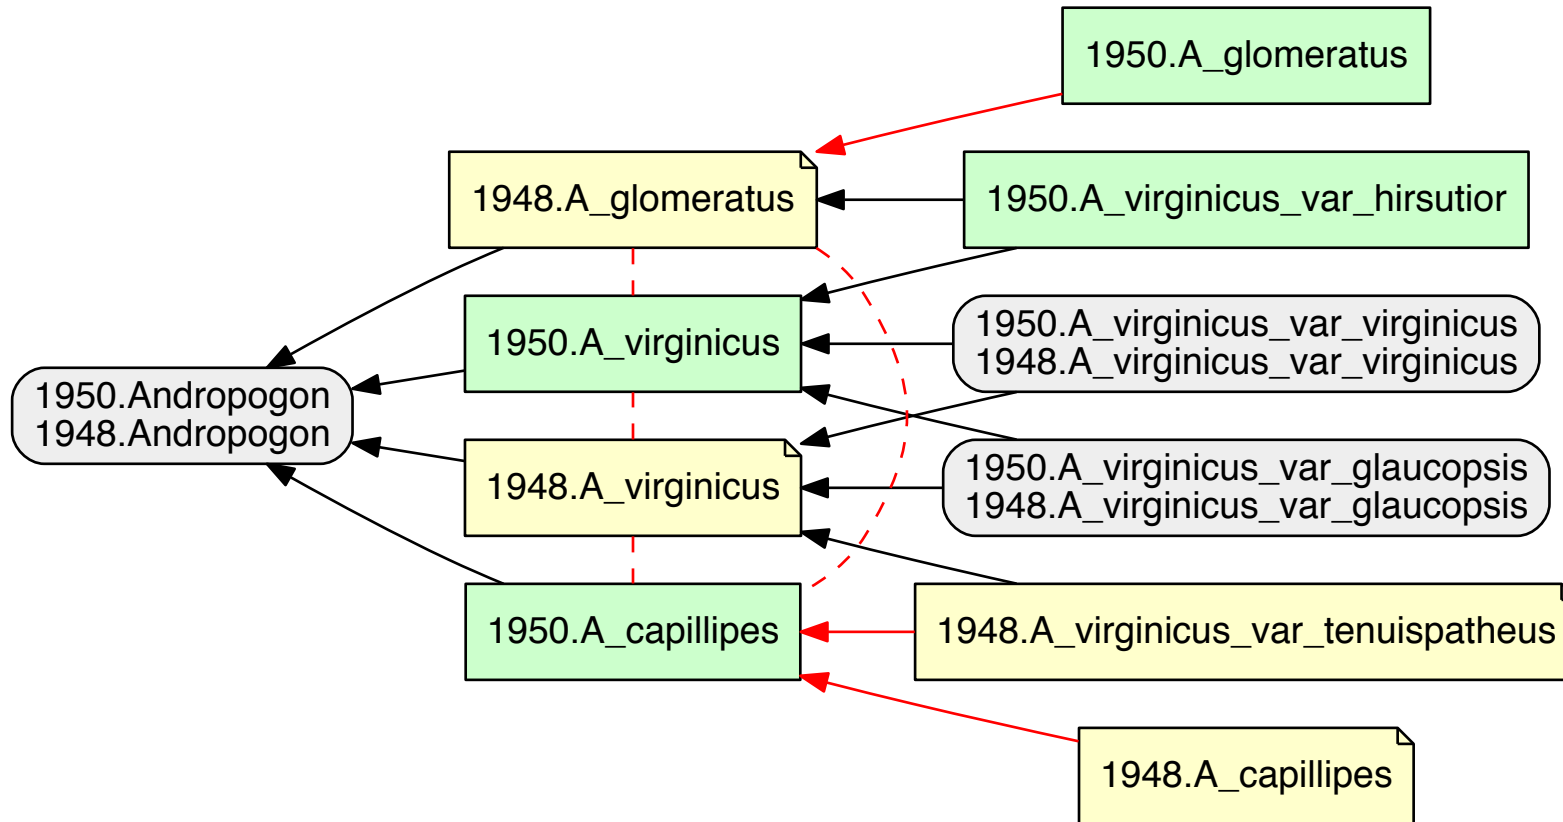 1950.A_glomeratus
1948.A_glomeratus
1950.A_virginicus_var_hirsutior
1950.A_virginicus
1950.A_virginicus_var_virginicus
1948.A_virginicus_var_virginicus
1950.Andropogon
1948.Andropogon
1948.A_virginicus
1950.A_virginicus_var_glaucopsis
1948.A_virginicus_var_glaucopsis
1950.A_capillipes
1948.A_virginicus_var_tenuispatheus
1948.A_capillipes